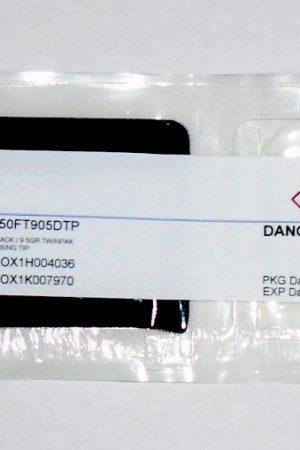 50FT905DTP
ACK / 9.5GR TWINPAK
SING TIP
OX1H004036
OX1K007970
DANG
PKG Da
EXP Da